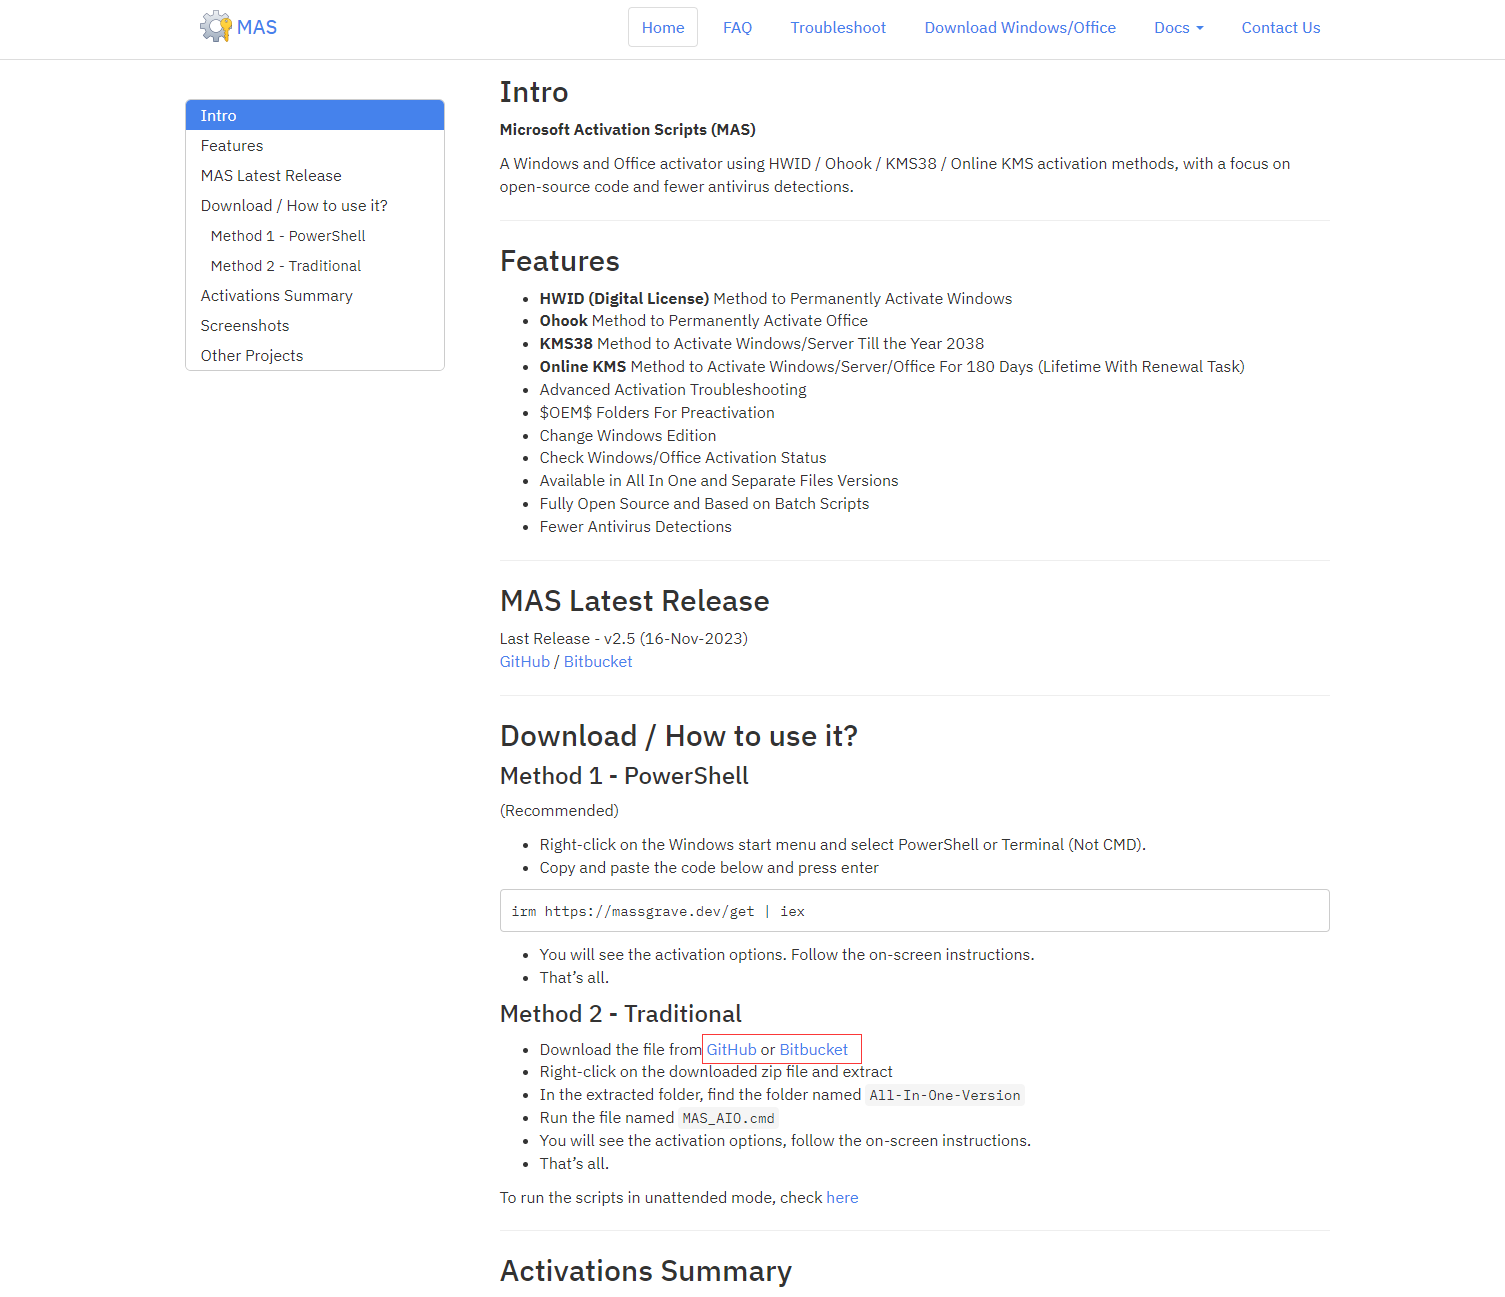 MAS
Home
FAQ
Troubleshoot
Download Windows/Office
Docs
Contact Us
Intro
Features
MAS Latest Release
Download / How to use it?
Method 1 - PowerShell
Method 2 - Traditional
Activations Summary
Screenshots
Other Projects
Intro
Microsoft Activation Scripts (MAS)
A Windows and Office activator using HWID / Ohook / KMS38 / Online KMS activation methods, with a focus on
open-source code and fewer antivirus detections.
Features
HWID (Digital License) Method to Permanently Activate Windows
Ohook Method to Permanently Activate Office
KMS38 Method to Activate Windows/Server Till the Year 2038
Online KMS Method to Activate Windows/Server/Office For 180 Days (Lifetime With Renewal Task)
Advanced Activation Troubleshooting
$OEM$ Folders For Preactivation
Change Windows Edition
Check Windows/Office Activation Status
Available in All In One and Separate Files Versions
Fully Open Source and Based on Batch Scripts
Fewer Antivirus Detections
MAS Latest Release
Last Release - v2.5 (16-Nov-2023)
GitHub / Bitbucket
Download / How to use it?
Method 1 - PowerShell
(Recommended)
Right-click on the Windows start menu and select PowerShell or Terminal (Not CMD).
Copy and paste the code below and press enter
irm https://massgrave.dev/get | iex
You will see the activation options. Follow the on-screen instructions.
That’s all.
Method 2 - Traditional
Download the file from GitHub or Bitbucket
Right-click on the downloaded zip file and extract
In the extracted folder, find the folder named All-In-One-Version
Run the file named MAS_AIO.cmd
You will see the activation options, follow the on-screen instructions.
That’s all.
To run the scripts in unattended mode, check here
Activations Summary